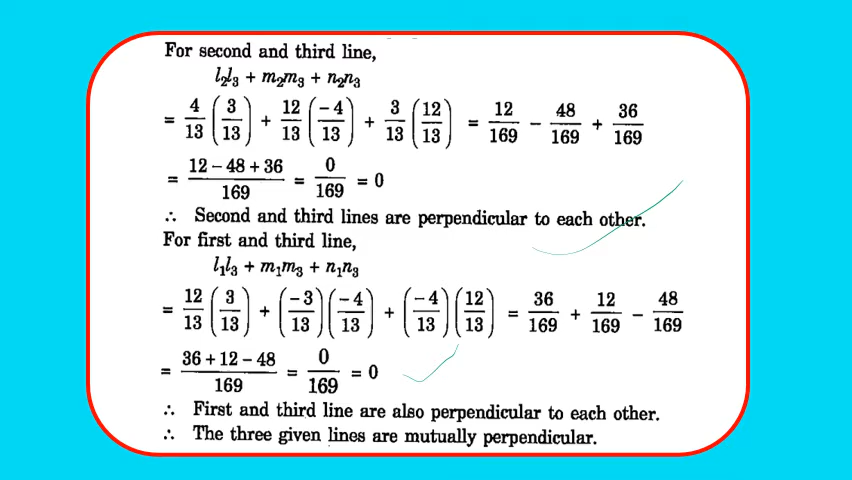 For second and third line,
l₂l₃ + m₂m₃ + n₂n₃
= 4/13 (3/13) + 12/13 (−4/13) + 3/13 (12/13) = 12/169 − 48/169 + 36/169
= (12 − 48 + 36)/169 = 0/169 = 0
∴ Second and third lines are perpendicular to each other.
For first and third line,
l₁l₃ + m₁m₃ + n₁n₃
= 12/13 (3/13) + (−3/13)(−4/13) + (−4/13)(12/13) = 36/169 + 12/169 − 48/169
= (36 + 12 − 48)/169 = 0/169 = 0
∴ First and third line are also perpendicular to each other.
∴ The three given lines are mutually perpendicular.